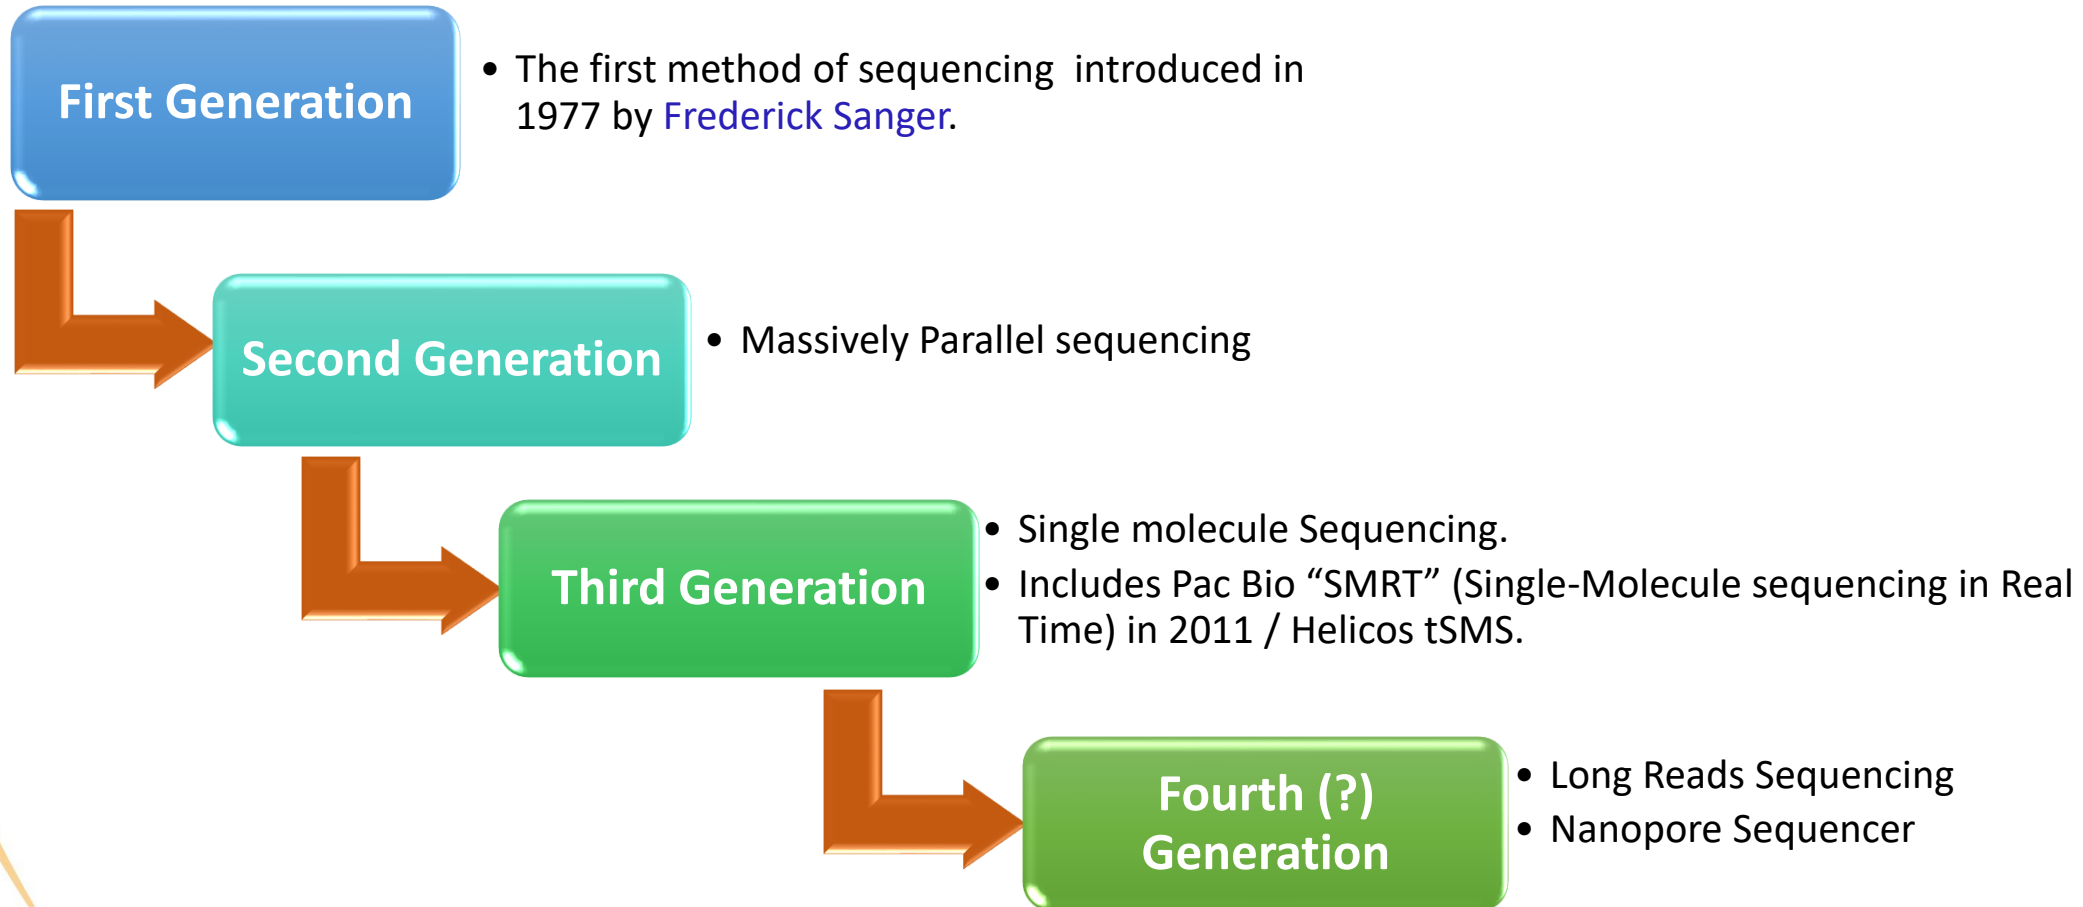 First Generation
• The first method of sequencing  introduced in
1977 by Frederick Sanger.
Second Generation
• Massively Parallel sequencing
Third Generation
• Single molecule Sequencing.
• Includes Pac Bio “SMRT” (Single-Molecule sequencing in Real
Time) in 2011 / Helicos tSMS.
Fourth (?)
Generation
• Long Reads Sequencing
• Nanopore Sequencer